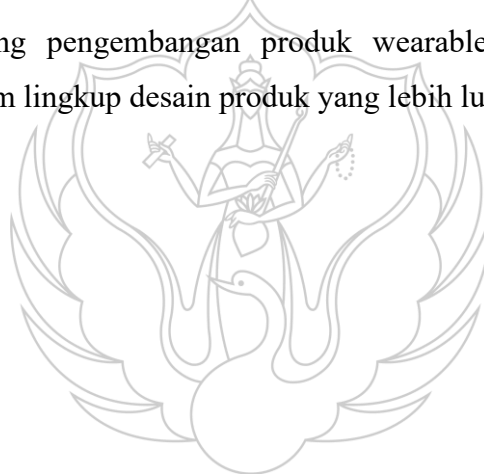 ng pengembangan produk wearable
m lingkup desain produk yang lebih lu